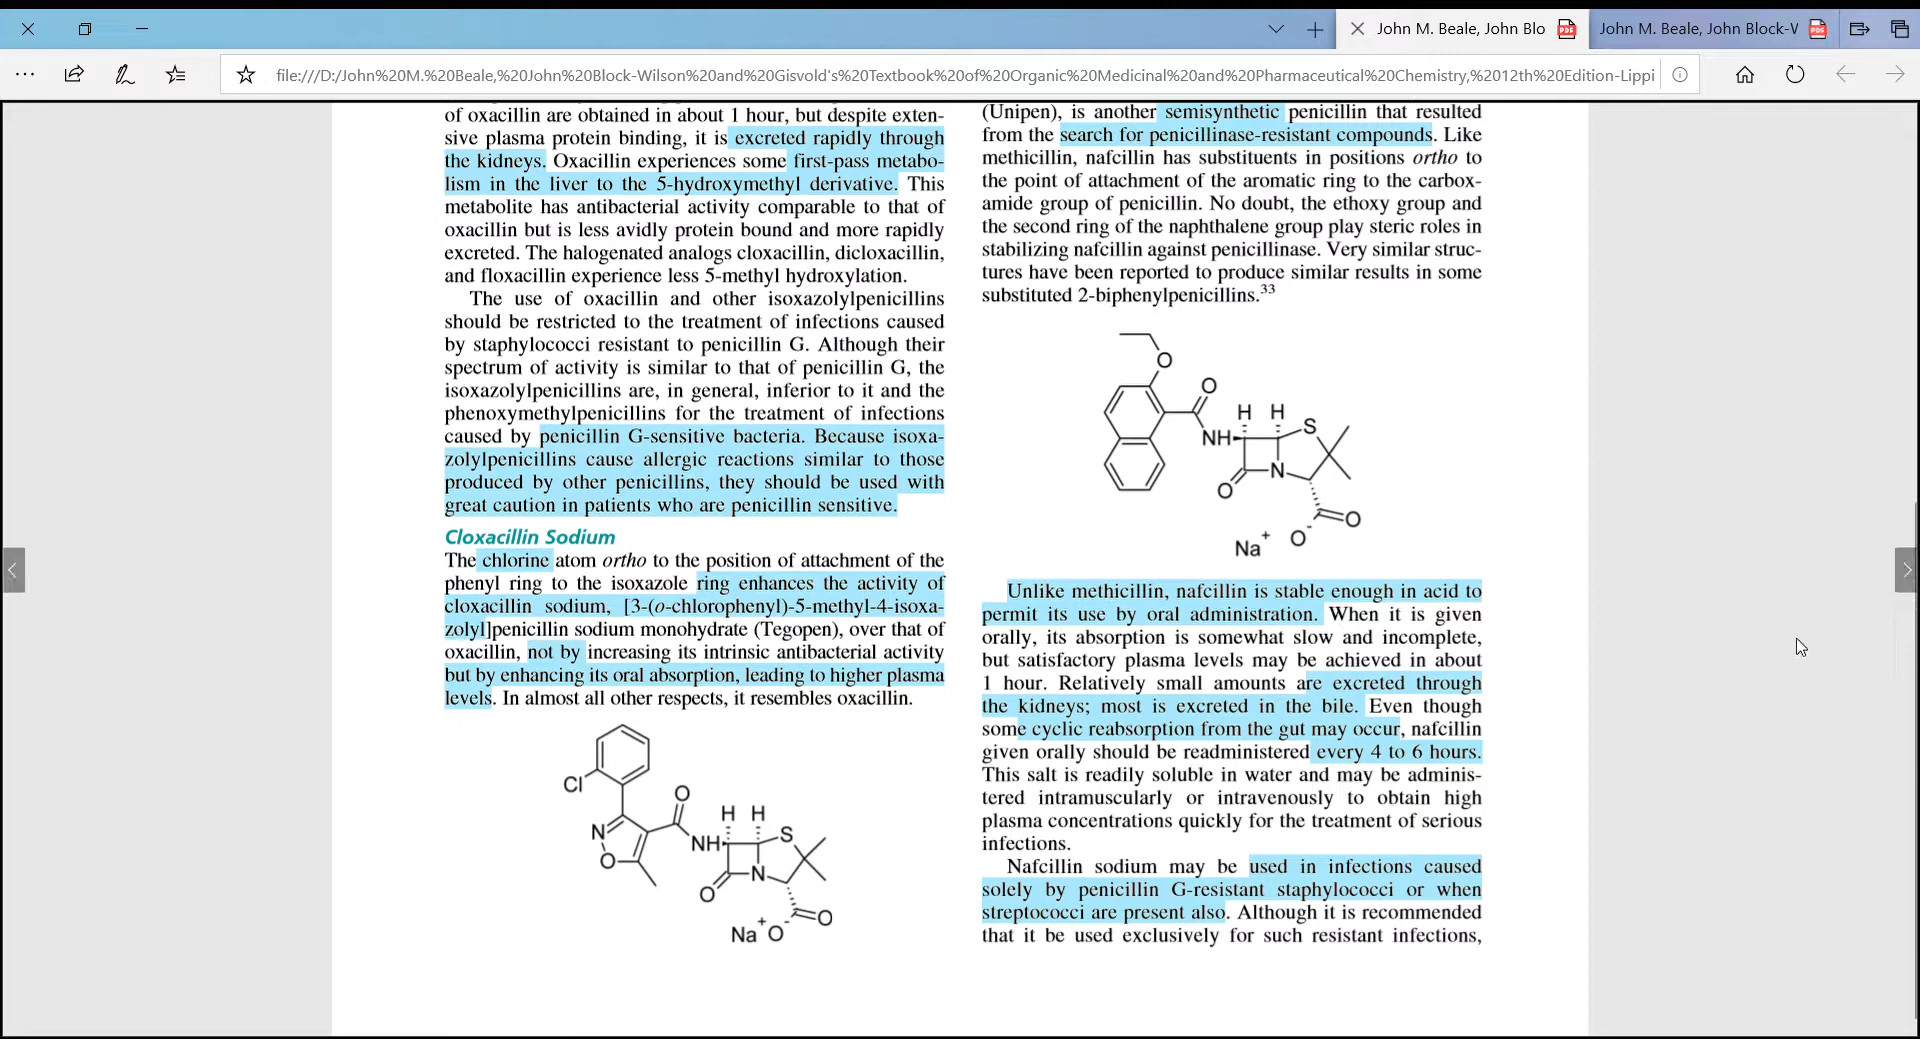 John M. Beale, John Blo
John M. Beale, John Block-V
file:///D:/John%20M.%20Beale,%20John%20Block-Wilson%20and%20Gisvold's%20Textbook%20of%20Organic%20Medicinal%20and%20Pharmaceutical%20Chemistry,%2012th%20Edition-Lippi
of oxacillin are obtained in about 1 hour, but despite exten-
sive plasma protein binding, it is excreted rapidly through
the kidneys. Oxacillin experiences some first-pass metabo-
lism in the liver to the 5-hydroxymethyl derivative. This
metabolite has antibacterial activity comparable to that of
oxacillin but is less avidly protein bound and more rapidly
excreted. The halogenated analogs cloxacillin, dicloxacillin,
and floxacillin experience less 5-methyl hydroxylation.
The use of oxacillin and other isoxazolylpenicillins
should be restricted to the treatment of infections caused
by staphylococci resistant to penicillin G. Although their
spectrum of activity is similar to that of penicillin G, the
isoxazolylpenicillins are, in general, inferior to it and the
phenoxymethylpenicillins for the treatment of infections
caused by penicillin G-sensitive bacteria. Because isoxa-
zolylpenicillins cause allergic reactions similar to those
produced by other penicillins, they should be used with
great caution in patients who are penicillin sensitive.
Cloxacillin Sodium
The chlorine atom ortho to the position of attachment of the
phenyl ring to the isoxazole ring enhances the activity of
cloxacillin sodium, [3-(o-chlorophenyl)-5-methyl-4-isoxa-
zolyl]penicillin sodium monohydrate (Tegopen), over that of
oxacillin, not by increasing its intrinsic antibacterial activity
but by enhancing its oral absorption, leading to higher plasma
levels. In almost all other respects, it resembles oxacillin.
Cl
O
H H
N
NH
S
O
N
O
O
Na+ O-
(Unipen), is another semisynthetic penicillin that resulted
from the search for penicillinase-resistant compounds. Like
methicillin, nafcillin has substituents in positions ortho to
the point of attachment of the aromatic ring to the carbox-
amide group of penicillin. No doubt, the ethoxy group and
the second ring of the naphthalene group play steric roles in
stabilizing nafcillin against penicillinase. Very similar struc-
tures have been reported to produce similar results in some
substituted 2-biphenylpenicillins.33
O
O
H H
NH
S
N
O
O
Na+ O-
Unlike methicillin, nafcillin is stable enough in acid to
permit its use by oral administration. When it is given
orally, its absorption is somewhat slow and incomplete,
but satisfactory plasma levels may be achieved in about
1 hour. Relatively small amounts are excreted through
the kidneys; most is excreted in the bile. Even though
some cyclic reabsorption from the gut may occur, nafcillin
given orally should be readministered every 4 to 6 hours.
This salt is readily soluble in water and may be adminis-
tered intramuscularly or intravenously to obtain high
plasma concentrations quickly for the treatment of serious
infections.
Nafcillin sodium may be used in infections caused
solely by penicillin G-resistant staphylococci or when
streptococci are present also. Although it is recommended
that it be used exclusively for such resistant infections,